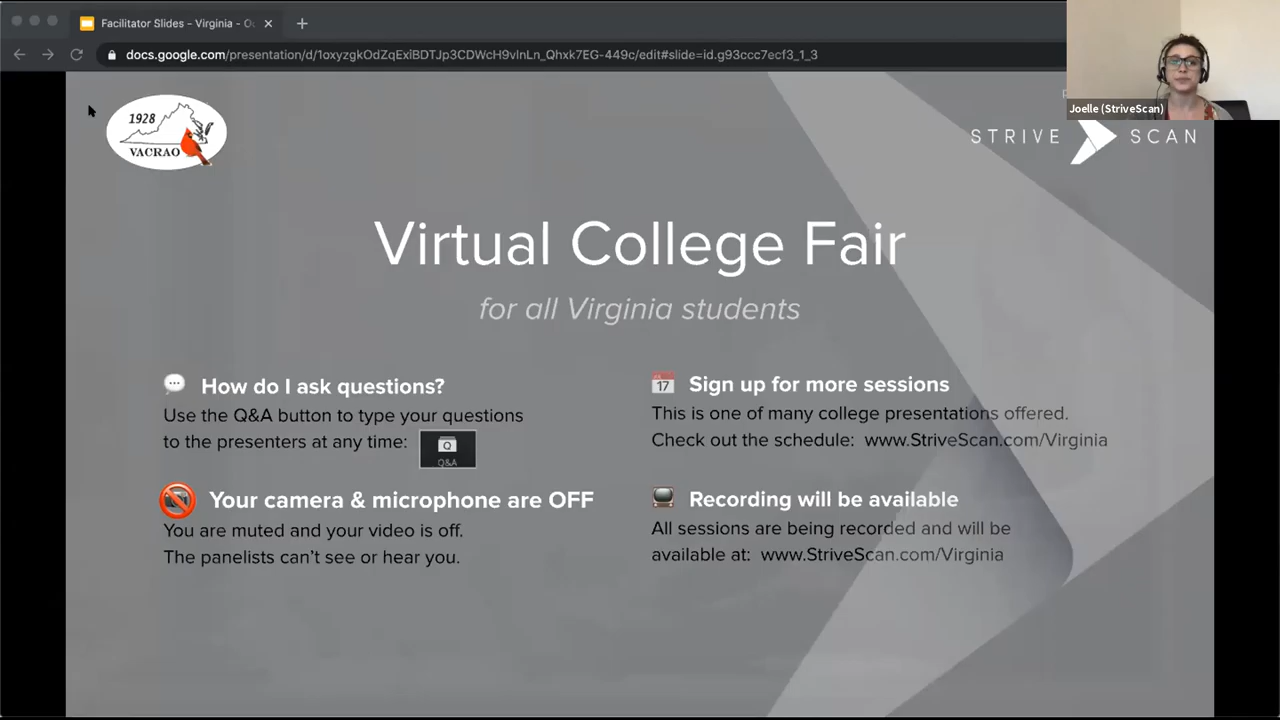 Facilitator Slides - Virginia - O
docs.google.com/presentation/d/1oxyzgkOdZqExiBDTJp3CDWcH9vlnLn_Qhxk7EG-449c/edit#slide=id.g93ccc7ecf3_1_3
Joelle (StriveScan)
1928
VACRAO
STRIVE SCAN
Virtual College Fair
for all Virginia students
How do I ask questions?
Use the Q&A button to type your questions
to the presenters at any time:
Q
Q&A
Your camera & microphone are OFF
You are muted and your video is off.
The panelists can't see or hear you.
17
Sign up for more sessions
This is one of many college presentations offered.
Check out the schedule: www.StriveScan.com/Virginia
Recording will be available
All sessions are being recorded and will be
available at: www.StriveScan.com/Virginia